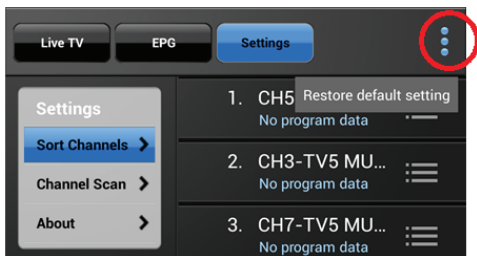 Live TV
EPG
Settings
Settings
Sort Channels
Channel Scan
About
1. CH5
Restore default setting
No program data
2. CH3-TV5 MU...
No program data
3. CH7-TV5 MU...
No program data